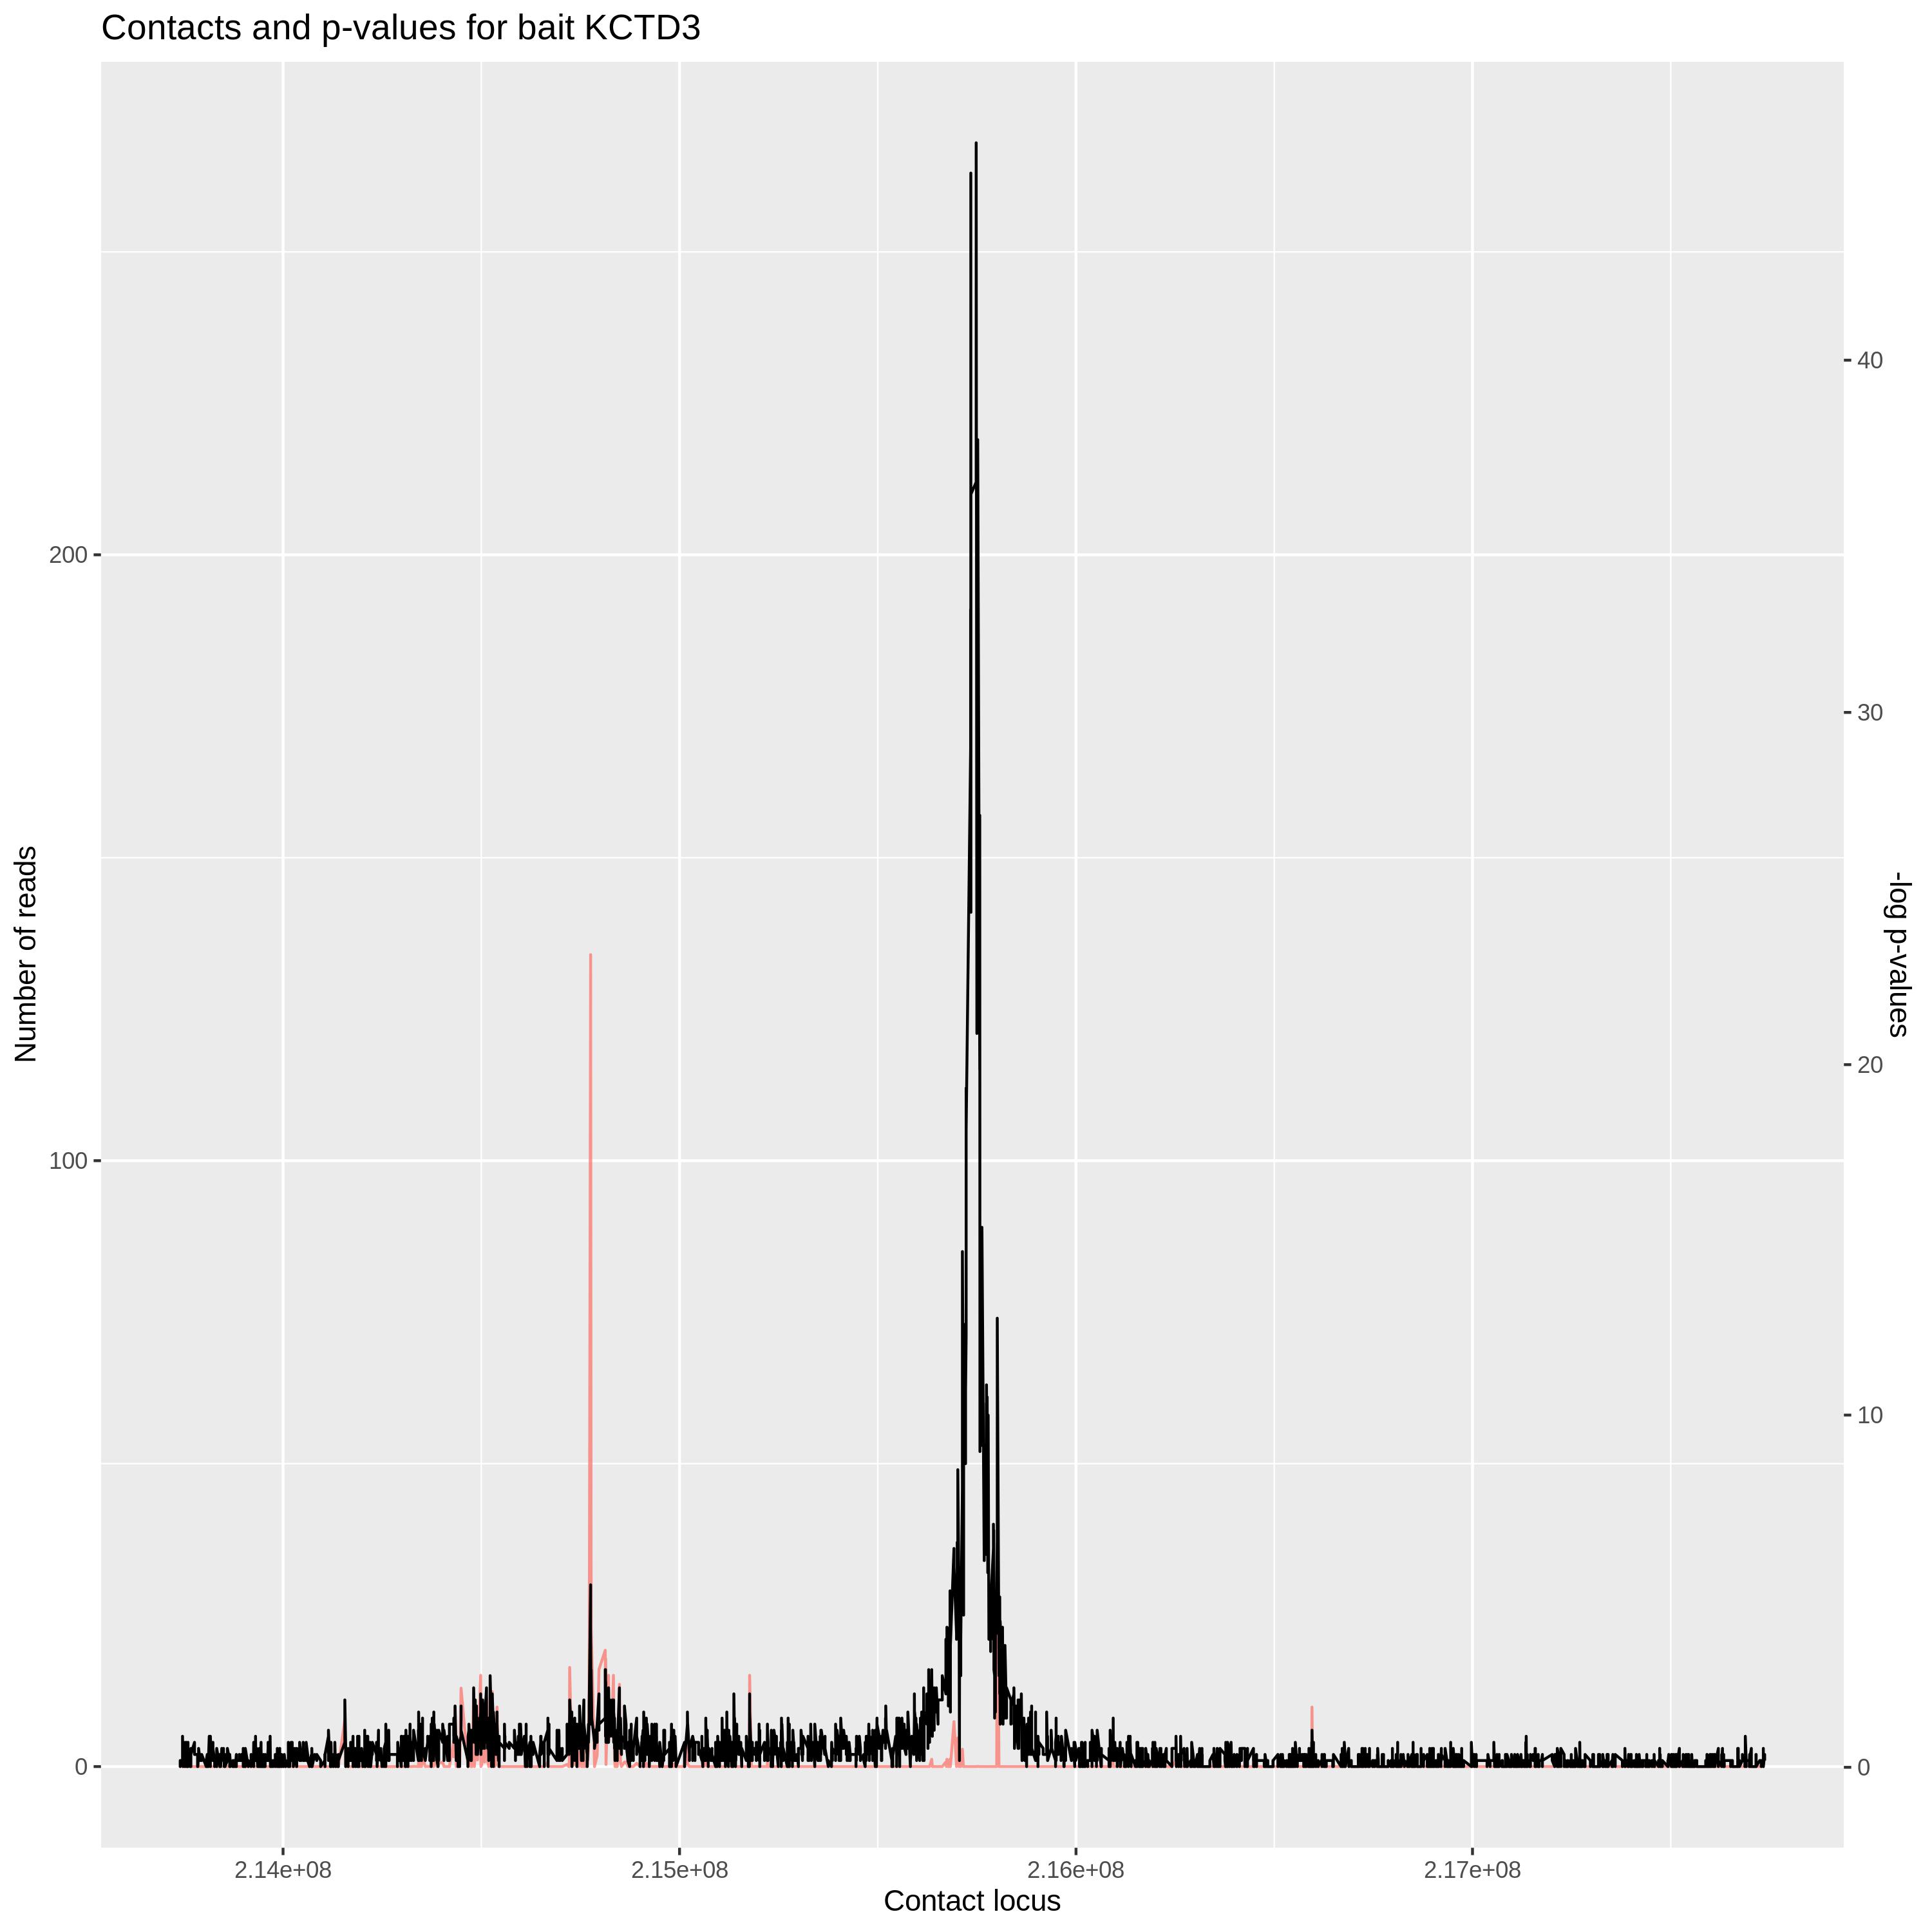 Contacts and p-values for bait KCTD3
Number of reads
200
100
0
40
30
20
10
0
-log p-values
2.14e+08
2.15e+08
2.16e+08
2.17e+08
Contact locus